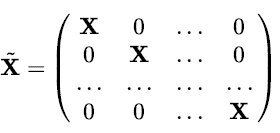 X̃ = ( X 0 … 0
0 X … 0
… … … …
0 0 … X )